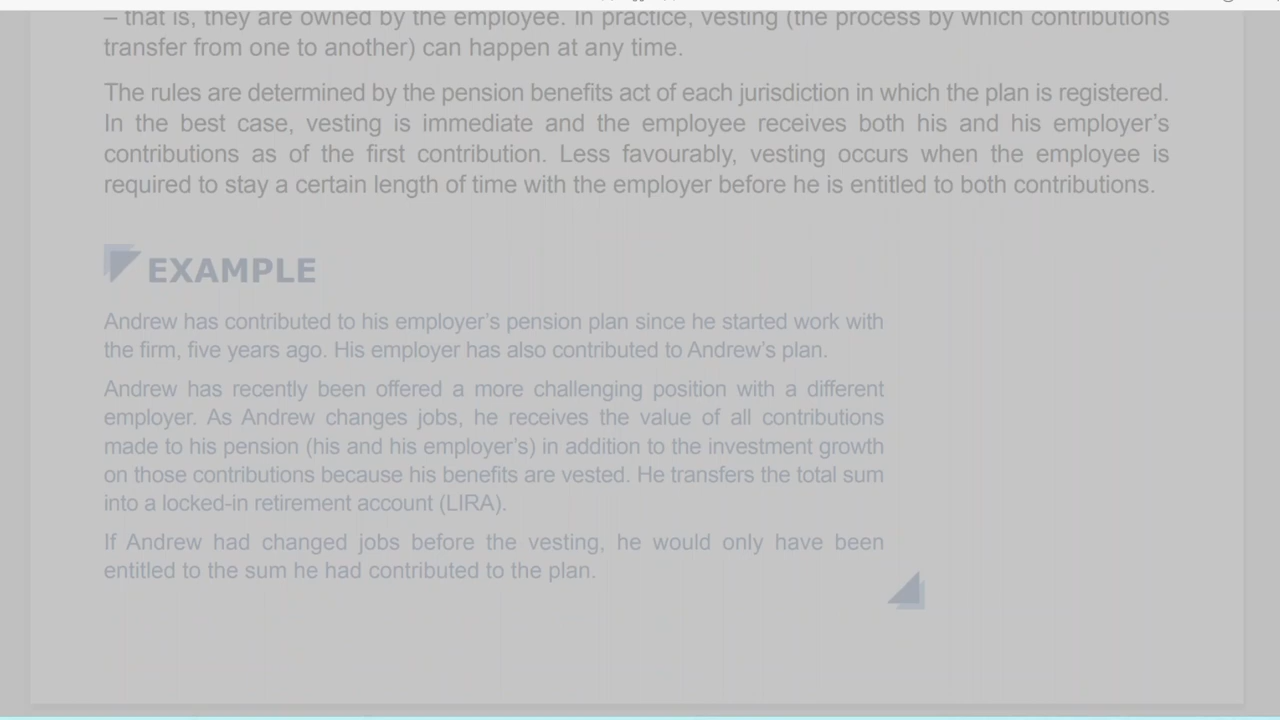 – that is, they are owned by the employee. In practice, vesting (the process by which contributions
transfer from one to another) can happen at any time.
The rules are determined by the pension benefits act of each jurisdiction in which the plan is registered.
In the best case, vesting is immediate and the employee receives both his and his employer’s
contributions as of the first contribution. Less favourably, vesting occurs when the employee is
required to stay a certain length of time with the employer before he is entitled to both contributions.
EXAMPLE
Andrew has contributed to his employer’s pension plan since he started work with
the firm, five years ago. His employer has also contributed to Andrew’s plan.
Andrew has recently been offered a more challenging position with a different
employer. As Andrew changes jobs, he receives the value of all contributions
made to his pension (his and his employer’s) in addition to the investment growth
on those contributions because his benefits are vested. He transfers the total sum
into a locked-in retirement account (LIRA).
If Andrew had changed jobs before the vesting, he would only have been
entitled to the sum he had contributed to the plan.